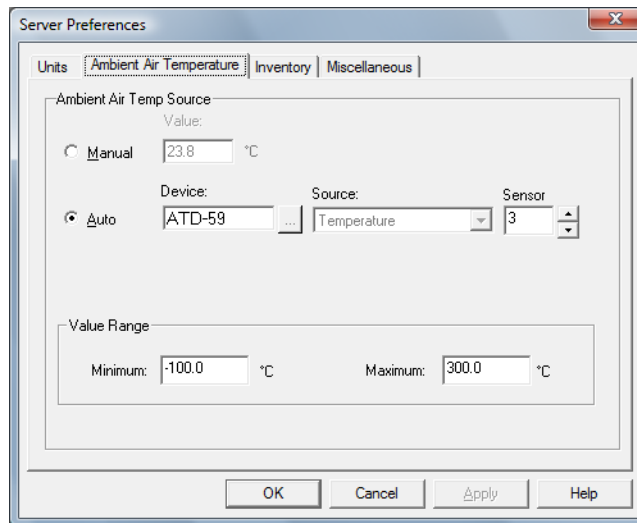 Server Preferences
Units Ambient Air Temperature Inventory Miscellaneous
Ambient Air Temp Source
Value:
Manual 23.8 °C
Device: Source: Sensor
Auto ATD-59 ... Temperature 3
Value Range
Minimum: -100.0 °C Maximum: 300.0 °C
OK Cancel Apply Help